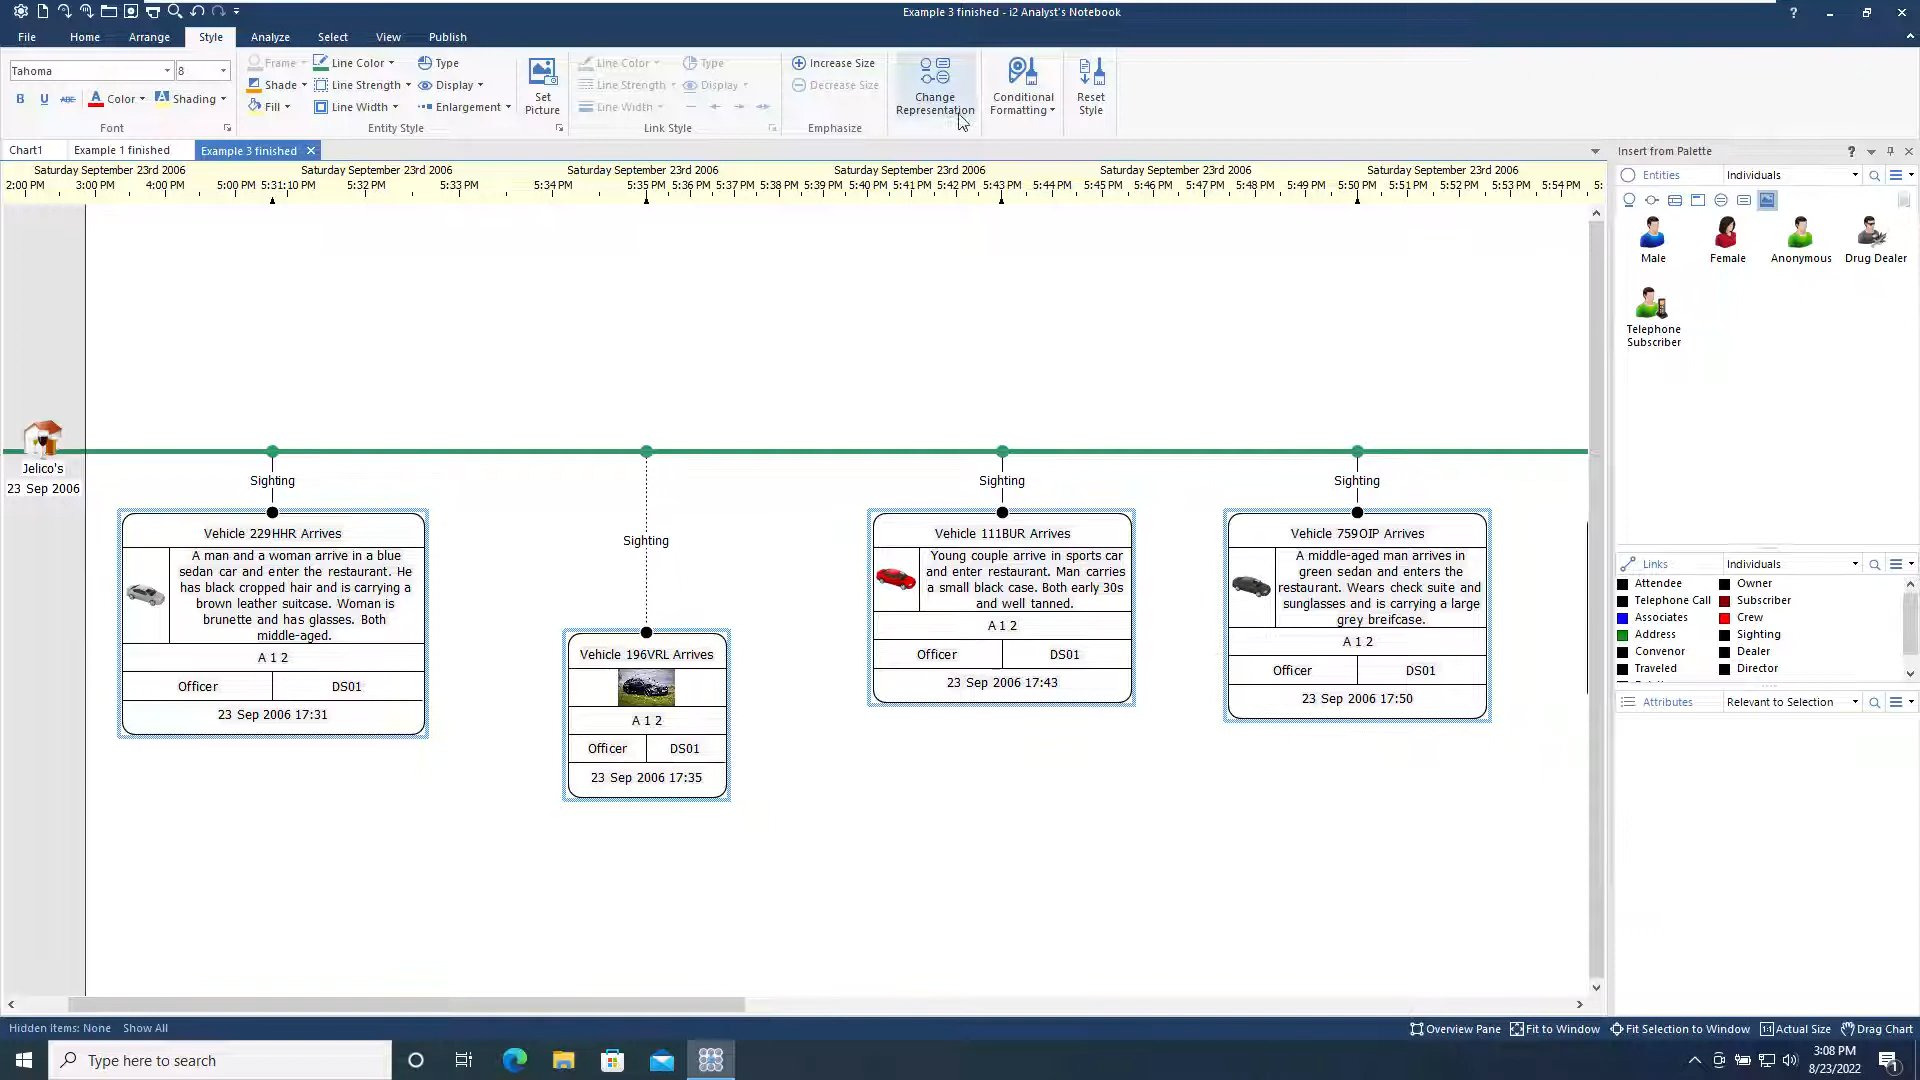 Example 3 finished - i2 Analyst's Notebook
?
File Home Arrange Style Analyze Select View Publish
Tahoma 8
B U ABC A Color A Shading
Font
Frame Line Color Type
Shade Line Strength Display
Fill Line Width Enlargement
Entity Style
Set Picture
Line Color Type
Line Strength Display
Line Width
Link Style
Increase Size
Decrease Size
Emphasize
Change Representation
Conditional Formatting
Reset Style
Chart1 Example 1 finished Example 3 finished
Saturday September 23rd 2006 Saturday September 23rd 2006 Saturday September 23rd 2006 Saturday September 23rd 2006 Saturday September 23rd 2006 Saturday September 23rd 2006
2:00 PM 3:00 PM 4:00 PM 5:00 PM 5:31:10 PM 5:32 PM 5:33 PM 5:34 PM 5:35 PM 5:36 PM 5:37 PM 5:38 PM 5:39 PM 5:40 PM 5:41 PM 5:42 PM 5:43 PM 5:44 PM 5:45 PM 5:46 PM 5:47 PM 5:48 PM 5:49 PM 5:50 PM 5:51 PM 5:52 PM 5:53 PM 5:54 PM 5:
Jelico's
23 Sep 2006
Sighting
Vehicle 229HHR Arrives
A man and a woman arrive in a blue
sedan car and enter the restaurant. He
has black cropped hair and is carrying a
brown leather suitcase. Woman is
brunette and has glasses. Both
middle-aged.
A 1 2
Officer DS01
23 Sep 2006 17:31
Sighting
Vehicle 196VRL Arrives
A 1 2
Officer DS01
23 Sep 2006 17:35
Sighting
Vehicle 111BUR Arrives
Young couple arrive in sports car
and enter restaurant. Man carries
a small black case. Both early 30s
and well tanned.
A 1 2
Officer DS01
23 Sep 2006 17:43
Sighting
Vehicle 759OIP Arrives
A middle-aged man arrives in
green sedan and enters the
restaurant. Wears check suite and
sunglasses and is carrying a large
grey breifcase.
A 1 2
Officer DS01
23 Sep 2006 17:50
Insert from Palette ?
Entities Individuals
Male Female Anonymous Drug Dealer
Telephone
Subscriber
Links Individuals
Attendee Owner
Telephone Call Subscriber
Associates Crew
Address Sighting
Convenor Dealer
Traveled Director
Attributes Relevant to Selection
Hidden Items: None Show All
Overview Pane Fit to Window Fit Selection to Window 1:1 Actual Size Drag Chart
Type here to search
3:08 PM
8/23/2022
1